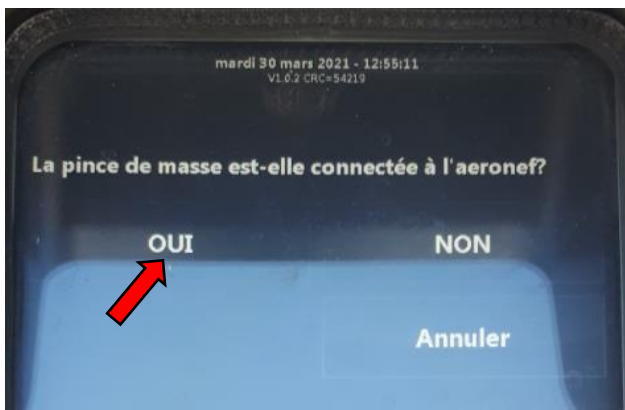 mardi 30 mars 2021 - 12:55:11
V1.0.2 CRC=54219
La pince de masse est-elle connectée à l'aeronef?
OUI NON
Annuler